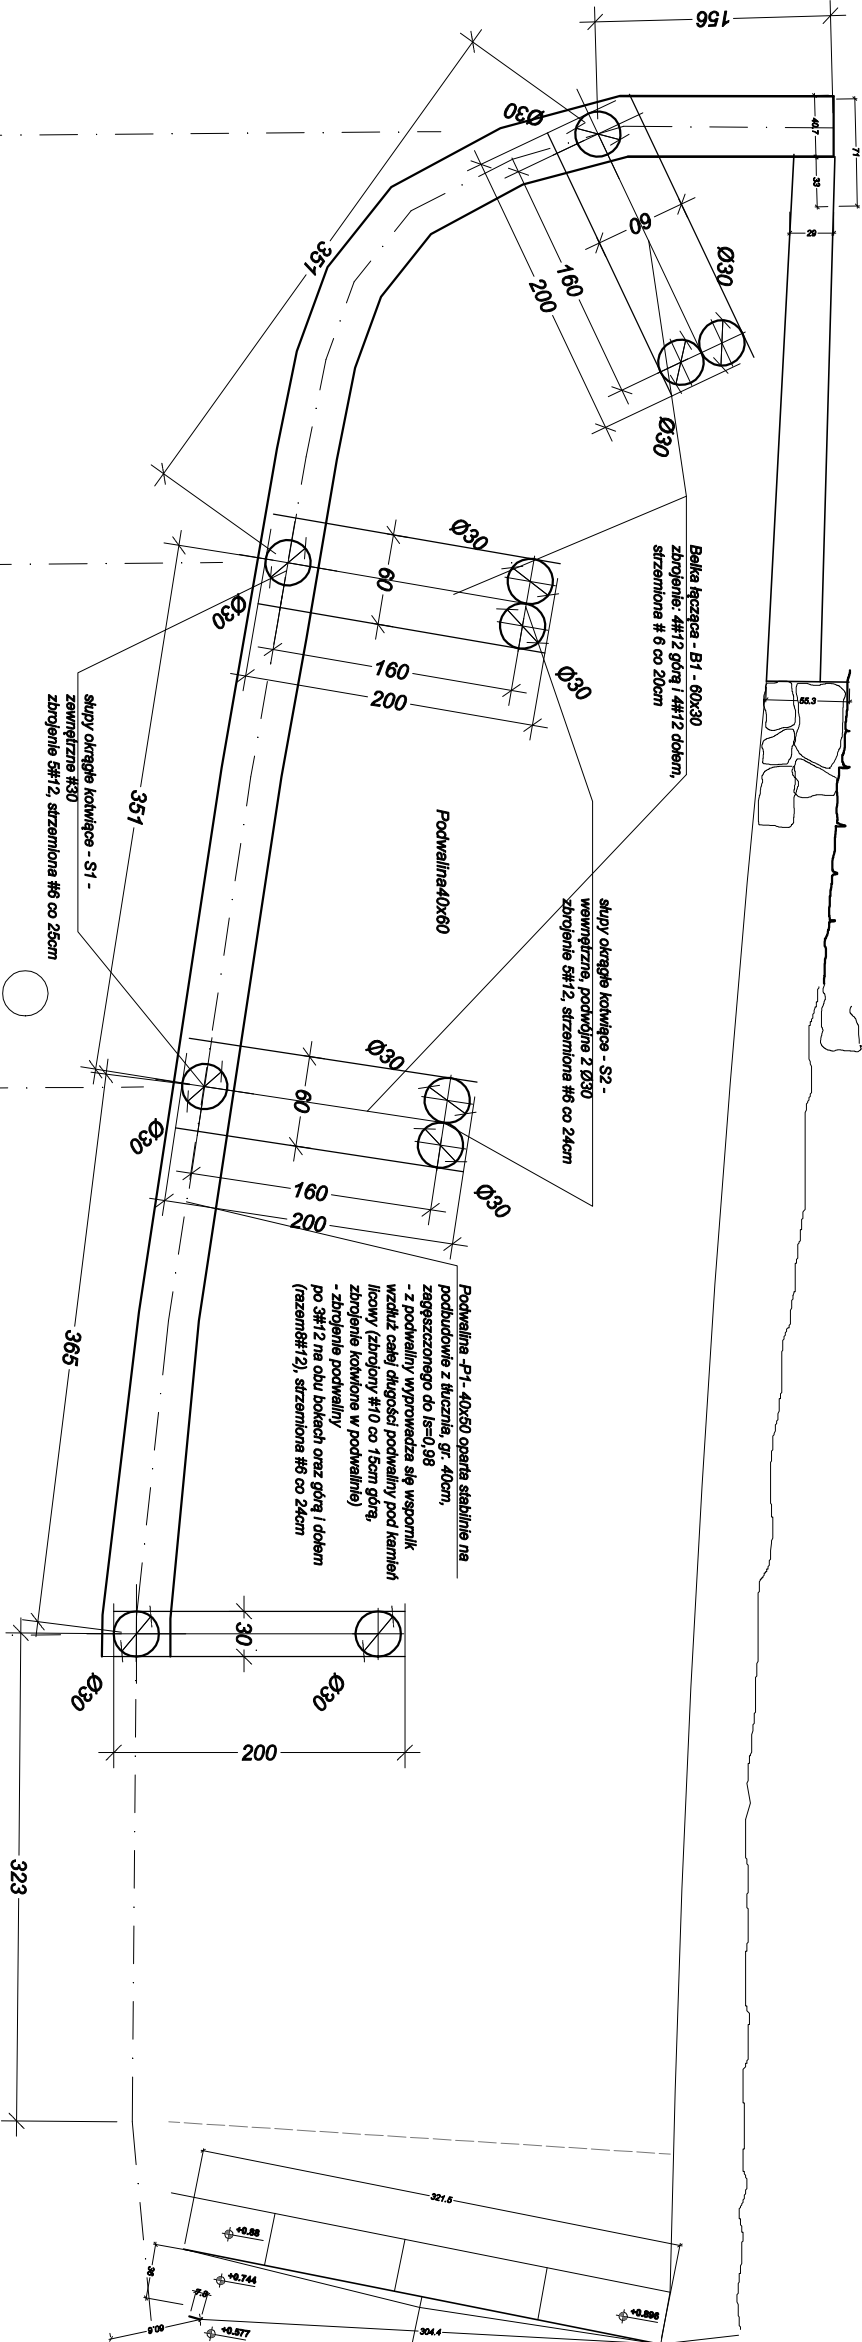 156
71
40.7
33
29
Ø30
60
160
200
Ø30
Ø30
351
Belka łącząca - B1 - 60x30
zbrojenie: 4#12 górą i 4#12 dołem,
strzemiona # 6 co 20cm
55.3
Ø30
60
Ø30
160
200
Ø30
słupy okrągłe kotwiące - S1 -
zewnętrzne #30
zbrojenie 5#12, strzemiona #6 co 25cm
351
Podwalina40x60
słupy okrągłe kotwiące - S2 -
wewnętrzne, podwójne 2 Ø30
zbrojenie 5#12, strzemiona #6 co 24cm
Ø30
60
Ø30
160
200
Ø30
Podwalina -P1- 40x50 oparta stabilnie na
podbudowie z tłucznia, gr. 40cm,
zagęszczonego do Is=0,98
- z podwaliny wyprowadza się wspornik
wzdłuż całej długości podwaliny pod kamień
licowy (zbrojony #10 co 15cm górą,
zbrojenie kotwione w podwalinie)
- zbrojenie podwaliny
po 3#12 na obu bokach oraz górą i dołem
(razem8#12), strzemiona #6 co 24cm
365
30
Ø30
Ø30
200
323
321.5
+0.88
+0.744
+0.896
+0.577
304.4